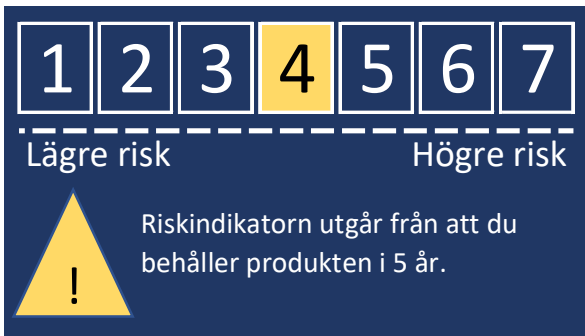 1 2 3 4 5 6 7
Lägre risk Högre risk
Riskindikatorn utgår från att du
behåller produkten i 5 år.
!